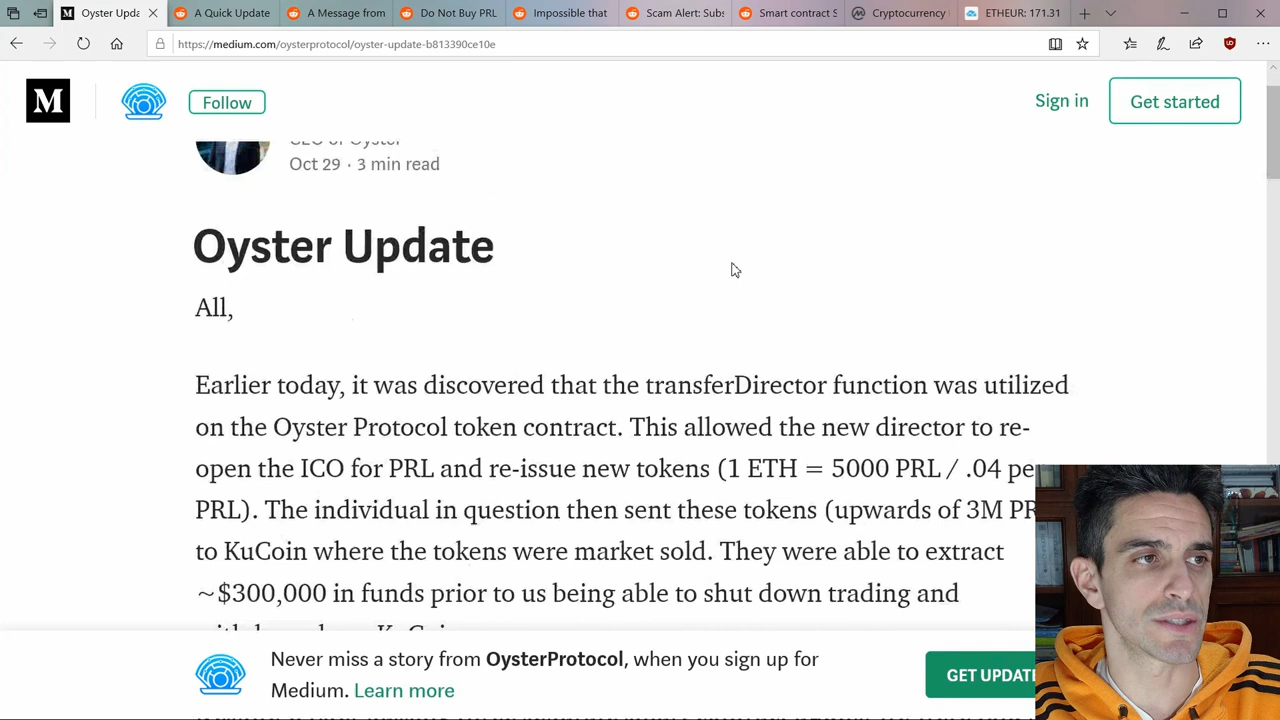 Oyster Upda
A Quick Update
A Message from
Do Not Buy PRL
Impossible that
Scam Alert: Subs
Smart contract S
Cryptocurrency
ETHEUR: 171.31
https://medium.com/oysterprotocol/oyster-update-b813390ce10e
M
Follow
Sign in
Get started
CEO of Oyster
Oct 29 · 3 min read
Oyster Update
All,
Earlier today, it was discovered that the transferDirector function was utilized
on the Oyster Protocol token contract. This allowed the new director to re-
open the ICO for PRL and re-issue new tokens (1 ETH = 5000 PRL / .04 pe
PRL). The individual in question then sent these tokens (upwards of 3M PR
to KuCoin where the tokens were market sold. They were able to extract
~$300,000 in funds prior to us being able to shut down trading and
Never miss a story from OysterProtocol, when you sign up for
Medium. Learn more
GET UPDATE